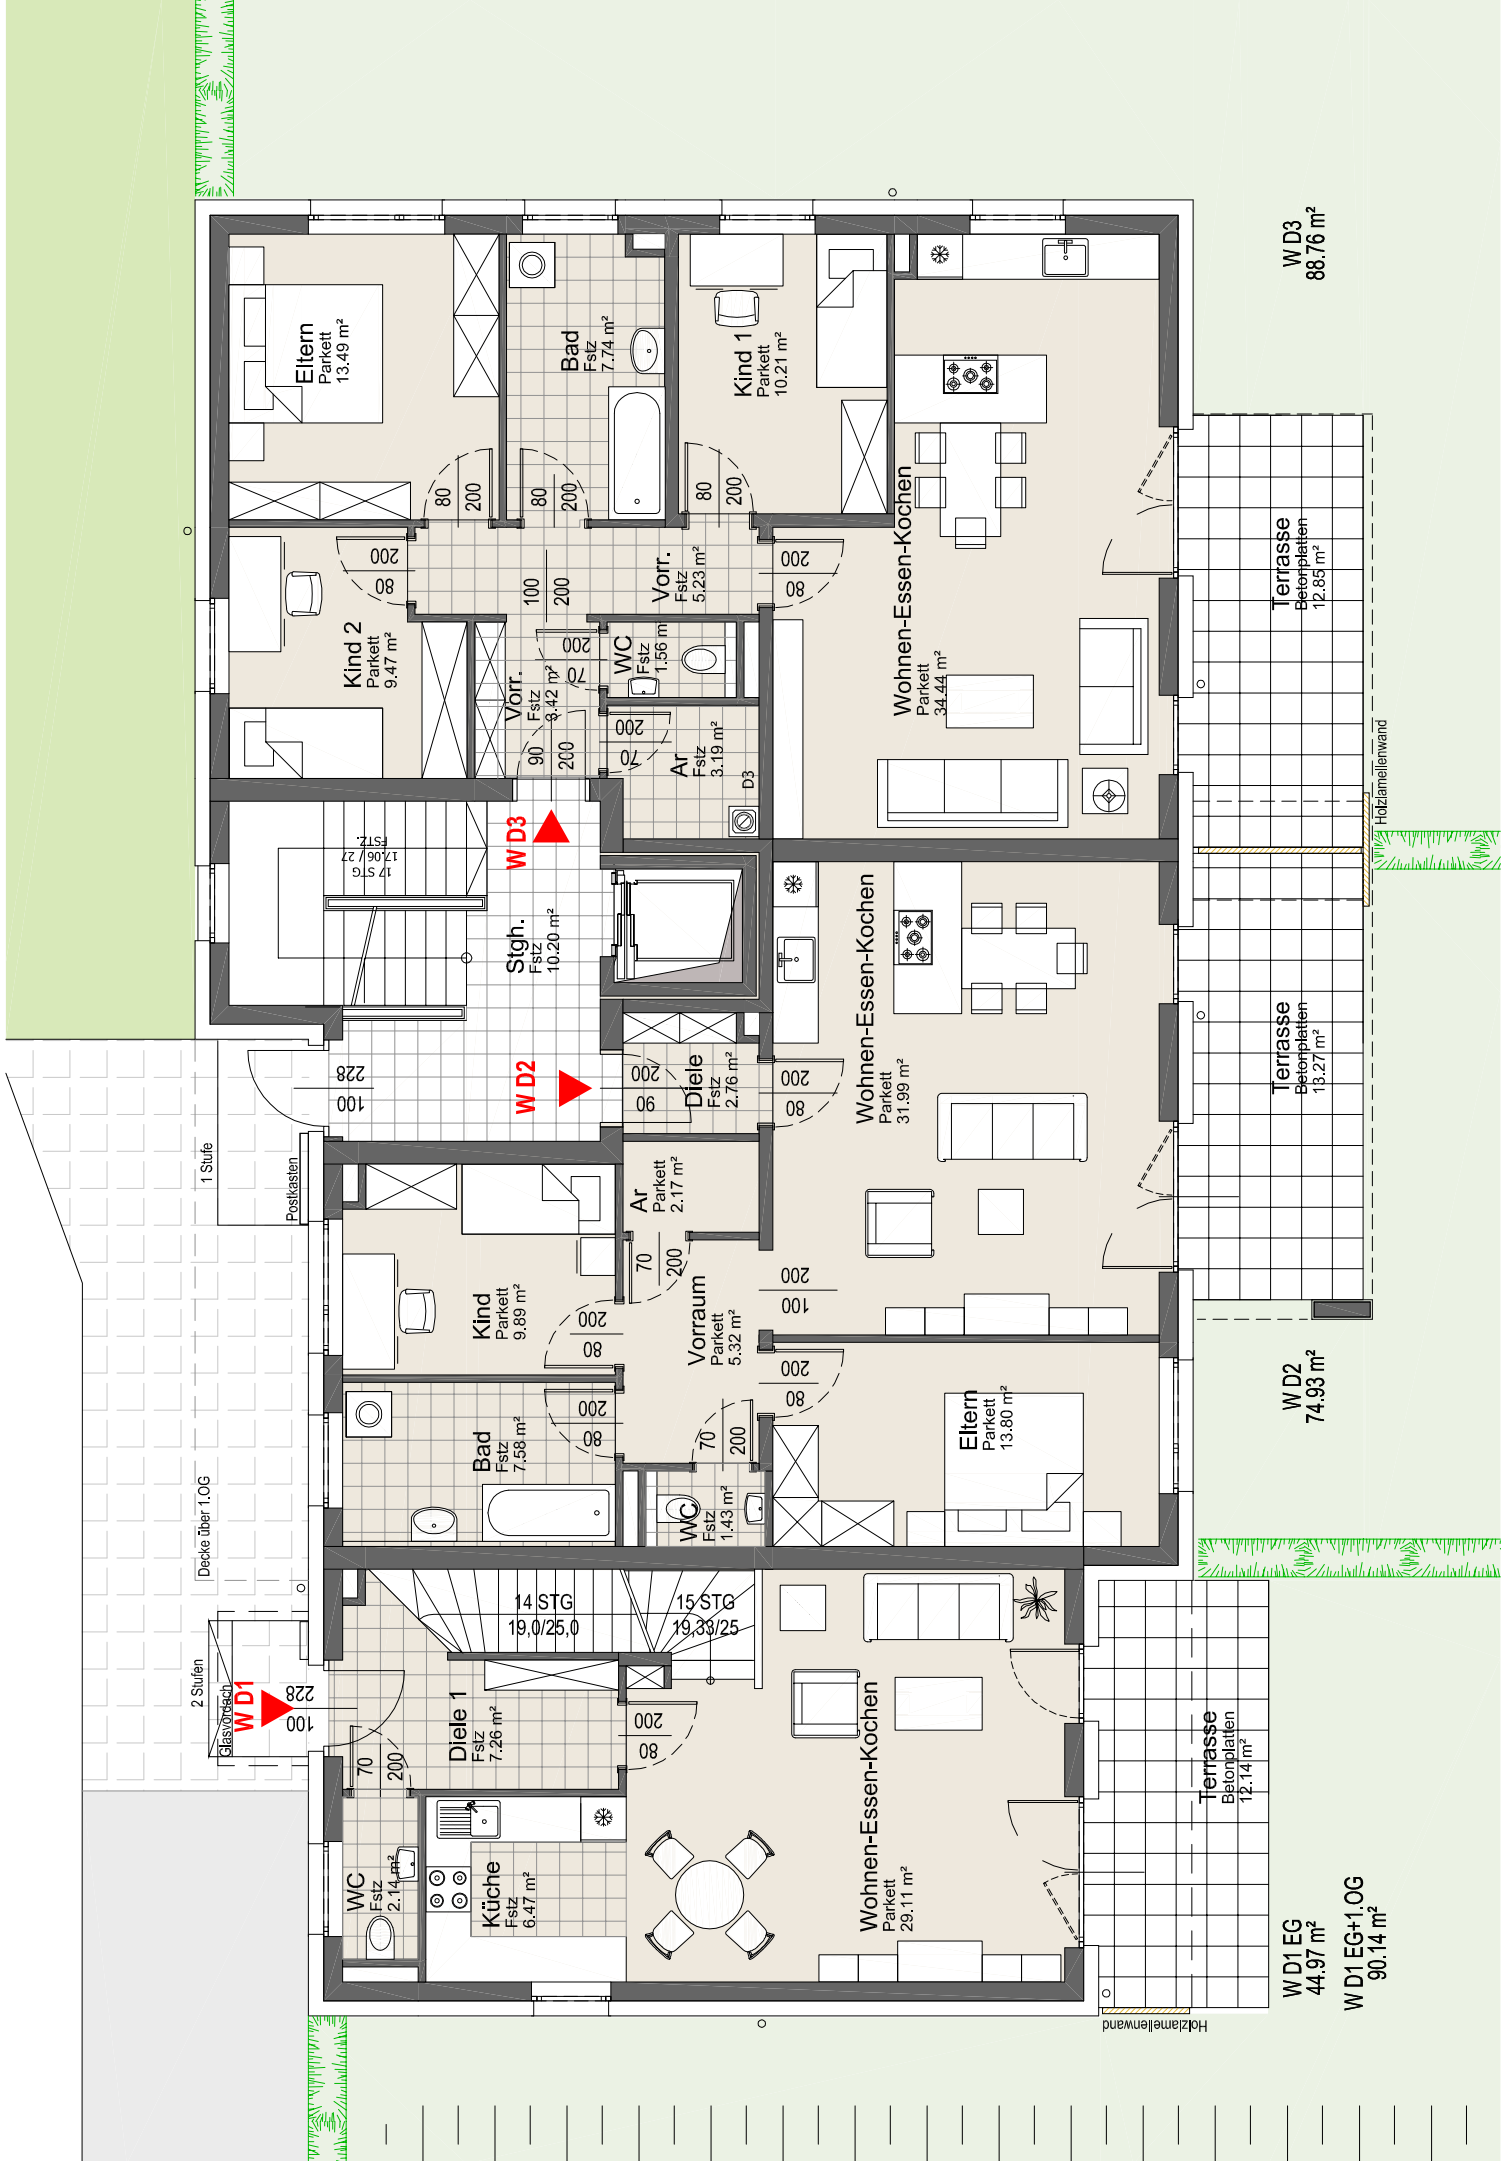 Eltern
Parkett
13.49 m²
Bad
Fstz
7.74 m²
Kind 1
Parkett
10.21 m²
W D3
88.76 m²
80
200
80
200
80
200
Kind 2
Parkett
9.47 m²
200
80
100
200
Vorr.
Fstz
5.23 m²
200
80
Wohnen-Essen-Kochen
Parkett
34.44 m²
Terrasse
Betonplatten
12.85 m²
Vorr.
Fstz
3.42 m²
200
70
WC
Fstz
1.56 m
90
200
200
70
Ar
Fstz
3.19 m²
D3
Holzlamellenwand
17 STG
17.06 / 27
FSTZ.
W D3
Stgh.
Fstz
10.20 m²
W D2
228
100
200
90
Diele
Fstz
2.76 m²
200
80
Wohnen-Essen-Kochen
Parkett
31.99 m²
Terrasse
Betonplatten
13.27 m²
1 Stufe
Postkasten
Ar
Parkett
2.17 m²
70
200
Kind
Parkett
9.89 m²
200
80
Vorraum
Parkett
5.32 m²
200
100
200
80
W D2
74.93 m²
Decke über 1.OG
Bad
Fstz
7.58 m²
200
80
70
200
WC
Fstz
1.43 m²
Eltern
Parkett
13.80 m²
14 STG
19,0/25,0
15 STG
19,33/25
2 Stufen
Glasvordach
W D1
228
100
70
200
Diele 1
Fstz
7.26 m²
200
80
Wohnen-Essen-Kochen
Parkett
29.11 m²
Terrasse
Betonplatten
12.14 m²
WC
Fstz
2.14 m²
Küche
Fstz
6.47 m²
Holzlamellenwand
W D1 EG
44.97 m²
W D1 EG+1.OG
90.14 m²